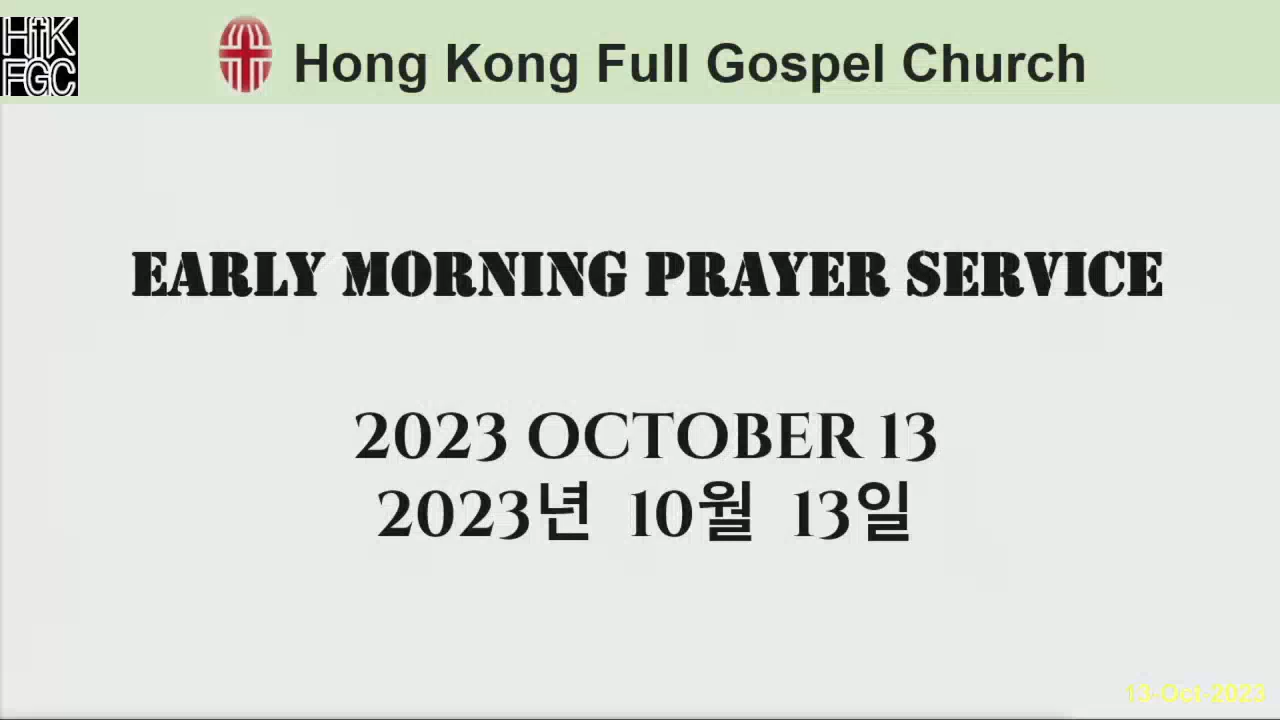 HK
FGC
Hong Kong Full Gospel Church
EARLY MORNING PRAYER SERVICE
2023 OCTOBER 13
2023년 10월 13일
13-Oct-2023